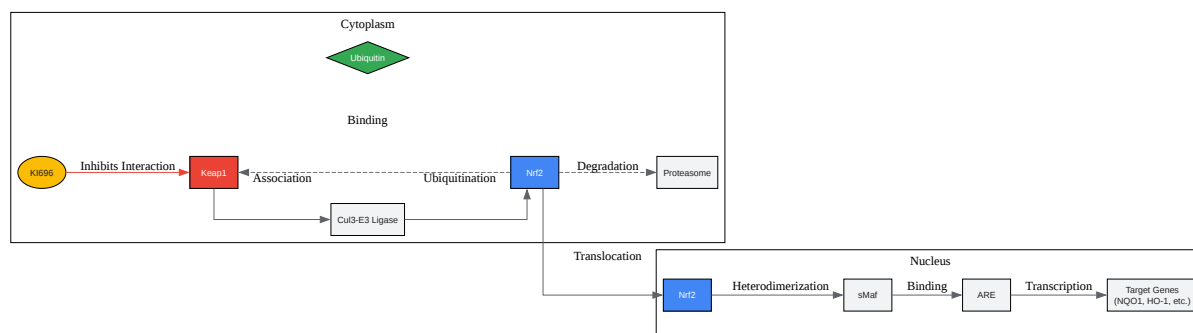 Cytoplasm
Ubiquitin
Binding
KI696
Inhibits Interaction
Keap1
Association
Ubiquitination
Nrf2
Degradation
Proteasome
Cul3-E3 Ligase
Translocation
Nucleus
Nrf2
Heterodimerization
sMaf
Binding
ARE
Transcription
Target Genes
(NQO1, HO-1, etc.)